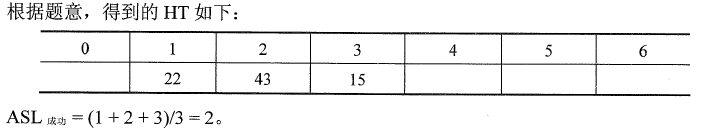 根据题意，得到的 HT 如下：
0 1 2 3 4 5 6
22 43 15
ASL 成功 = (1 + 2 + 3)/3 = 2。